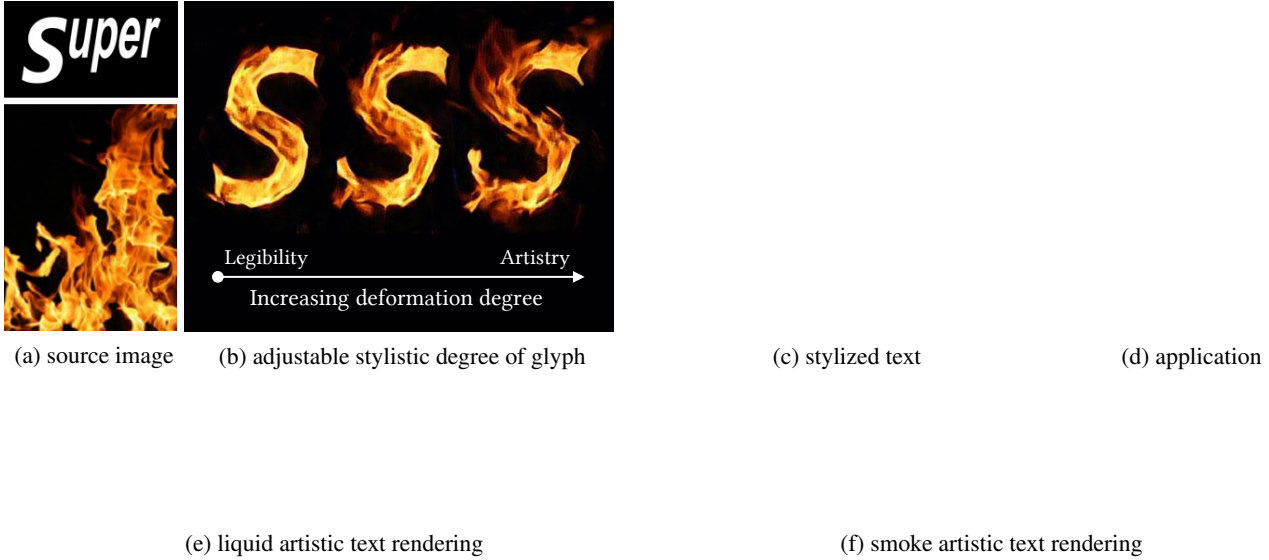 Super
S S S
Legibility Artistry
Increasing deformation degree
(a) source image (b) adjustable stylistic degree of glyph (c) stylized text (d) application
(e) liquid artistic text rendering (f) smoke artistic text rendering